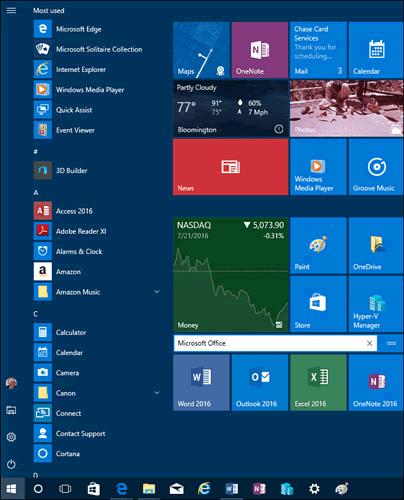 Most used
Microsoft Edge
Microsoft Solitaire Collection
Internet Explorer
Windows Media Player
Quick Assist
Event Viewer
#
3D Builder
A
Access 2016
Adobe Reader XI
Alarms & Clock
Amazon
Amazon Music
C
Calculator
Calendar
Camera
Canon
Connect
Contact Support
Cortana
D
Maps
OneNote
Chase Card
Services
Thank you for
scheduling...
Mail 3
Calendar
Partly Cloudy
77° 91° 60%
75° 7 Mph
Bloomington
Photos
News
Windows
Media Player
Groove Music
NASDAQ ▼ 5,073.90
7/21/2016 -0.31%
Money
Paint
OneDrive
Store
Hyper-V
Manager
Microsoft Office
Word 2016
Outlook 2016
Excel 2016
OneNote 2016